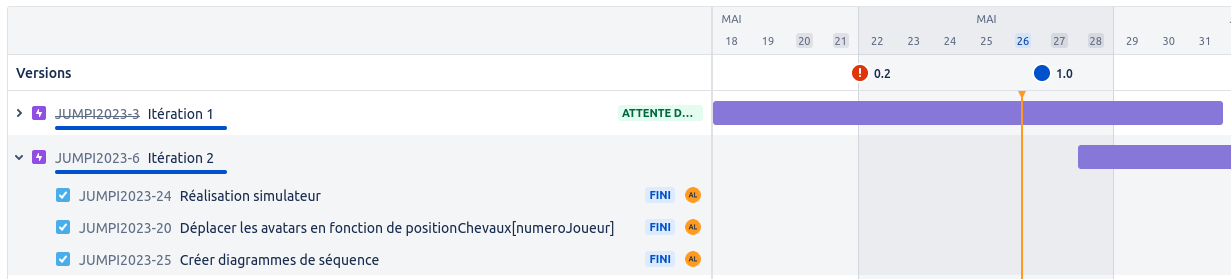 MAI MAI
18 19 20 21 22 23 24 25 26 27 28 29 30 31
Versions 0.2 1.0
JUMPI2023-3 Itération 1 ATTENTE D...
JUMPI2023-6 Itération 2
JUMPI2023-24 Réalisation simulateur FINI AL
JUMPI2023-20 Déplacer les avatars en fonction de positionChevaux[numeroJoueur] FINI AL
JUMPI2023-25 Créer diagrammes de séquence FINI AL